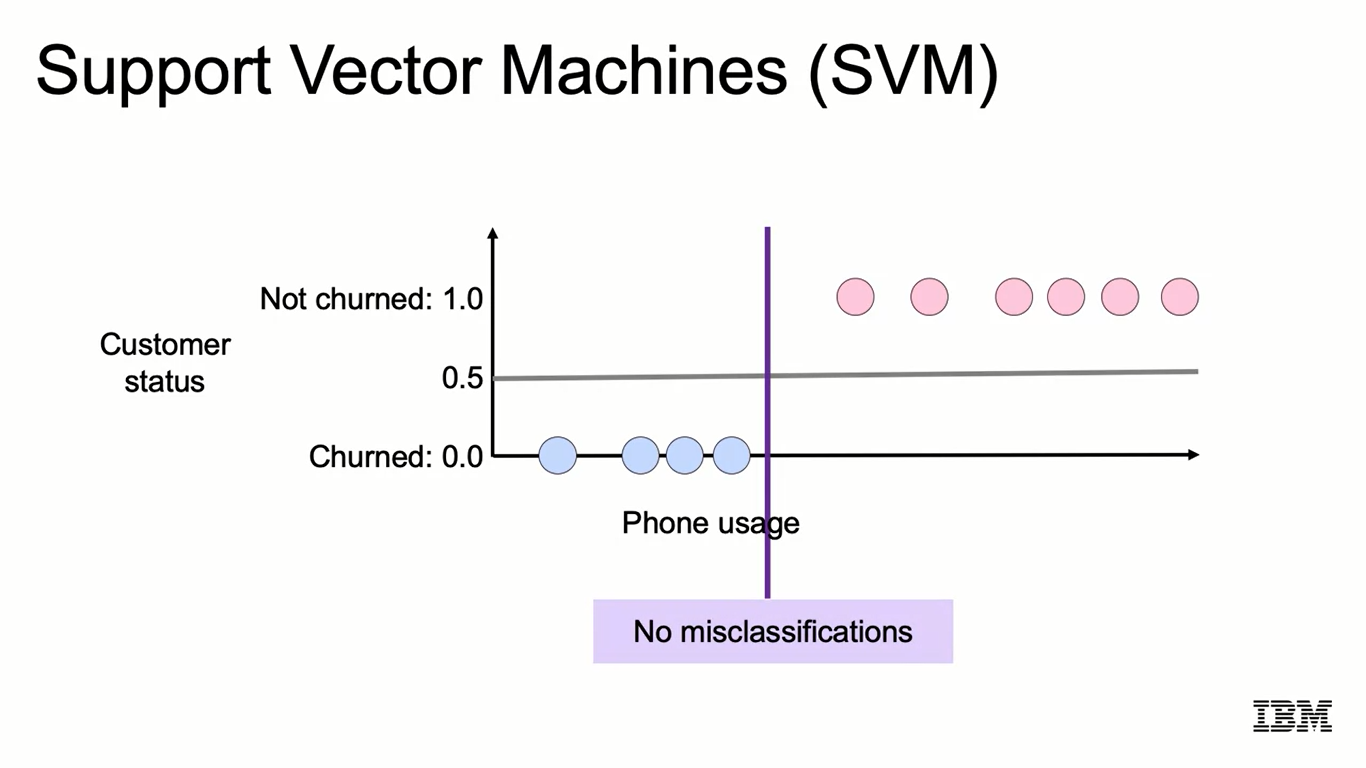 Support Vector Machines (SVM)
Not churned: 1.0
Customer
status
0.5
Churned: 0.0
Phone usage
No misclassifications
IBM